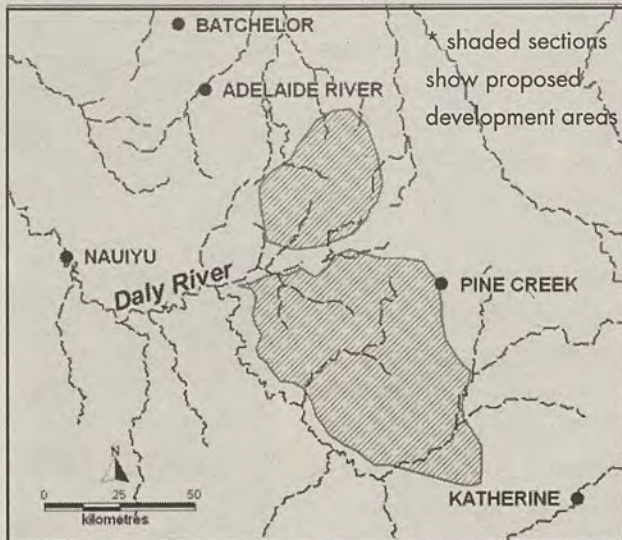 BATCHELOR
* shaded sections
show proposed
development areas
ADELAIDE RIVER
NAUIYU
Daly River
PINE CREEK
N
0 25 50
kilometres
KATHERINE